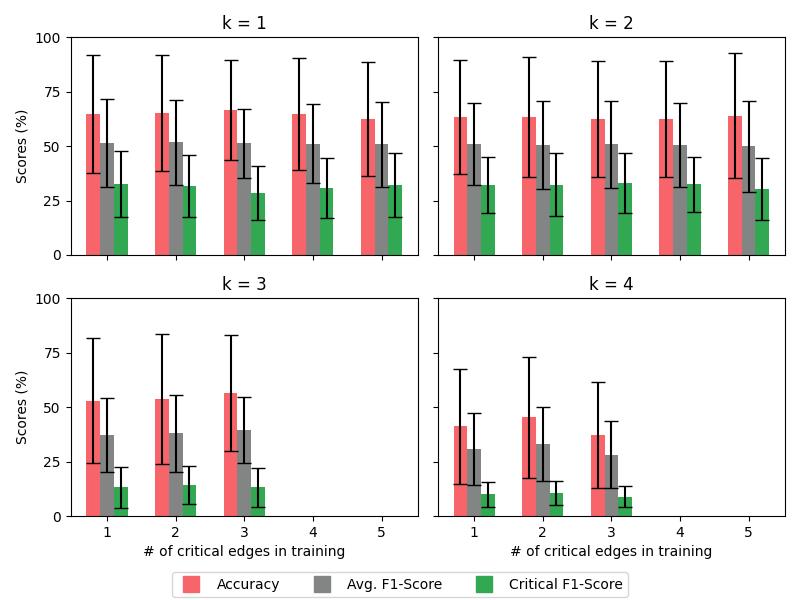 k = 1
k = 2
100
75
50
25
0
Scores (%)
k = 3
k = 4
100
75
50
25
0
Scores (%)
1 2 3 4 5
1 2 3 4 5
# of critical edges in training
# of critical edges in training
Accuracy Avg. F1-Score Critical F1-Score